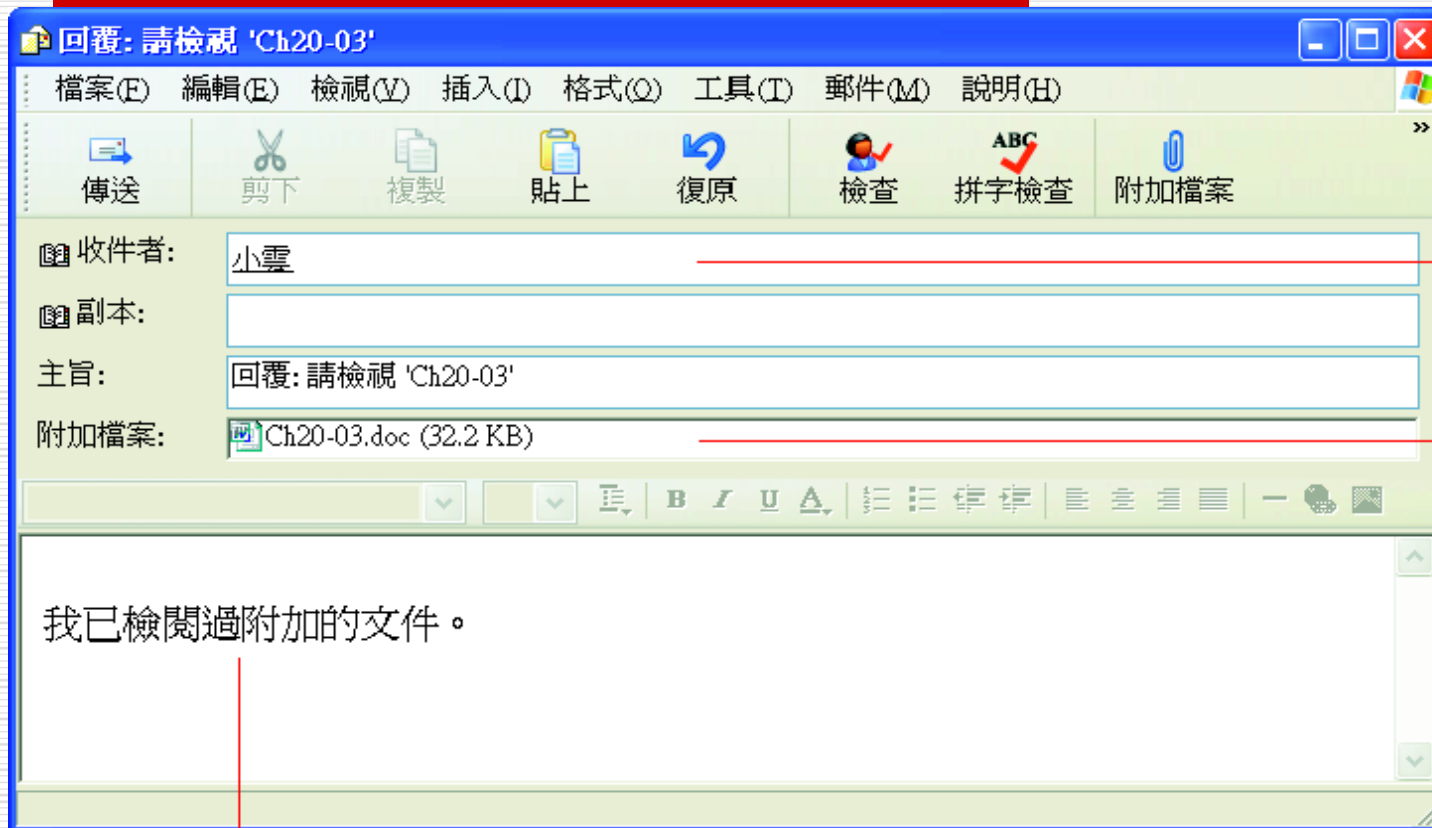 回覆: 請檢視 'Ch20-03'
檔案(F) 編輯(E) 檢視(V) 插入(I) 格式(O) 工具(T) 郵件(M) 說明(H)
ABC
傳送 剪下 複製 貼上 復原 檢查 拼字檢查 附加檔案 »
收件者: 小雲
副本:
主旨: 回覆: 請檢視 'Ch20-03'
附加檔案: Ch20-03.doc (32.2 KB)
B I U A
我已檢閱過附加的文件。